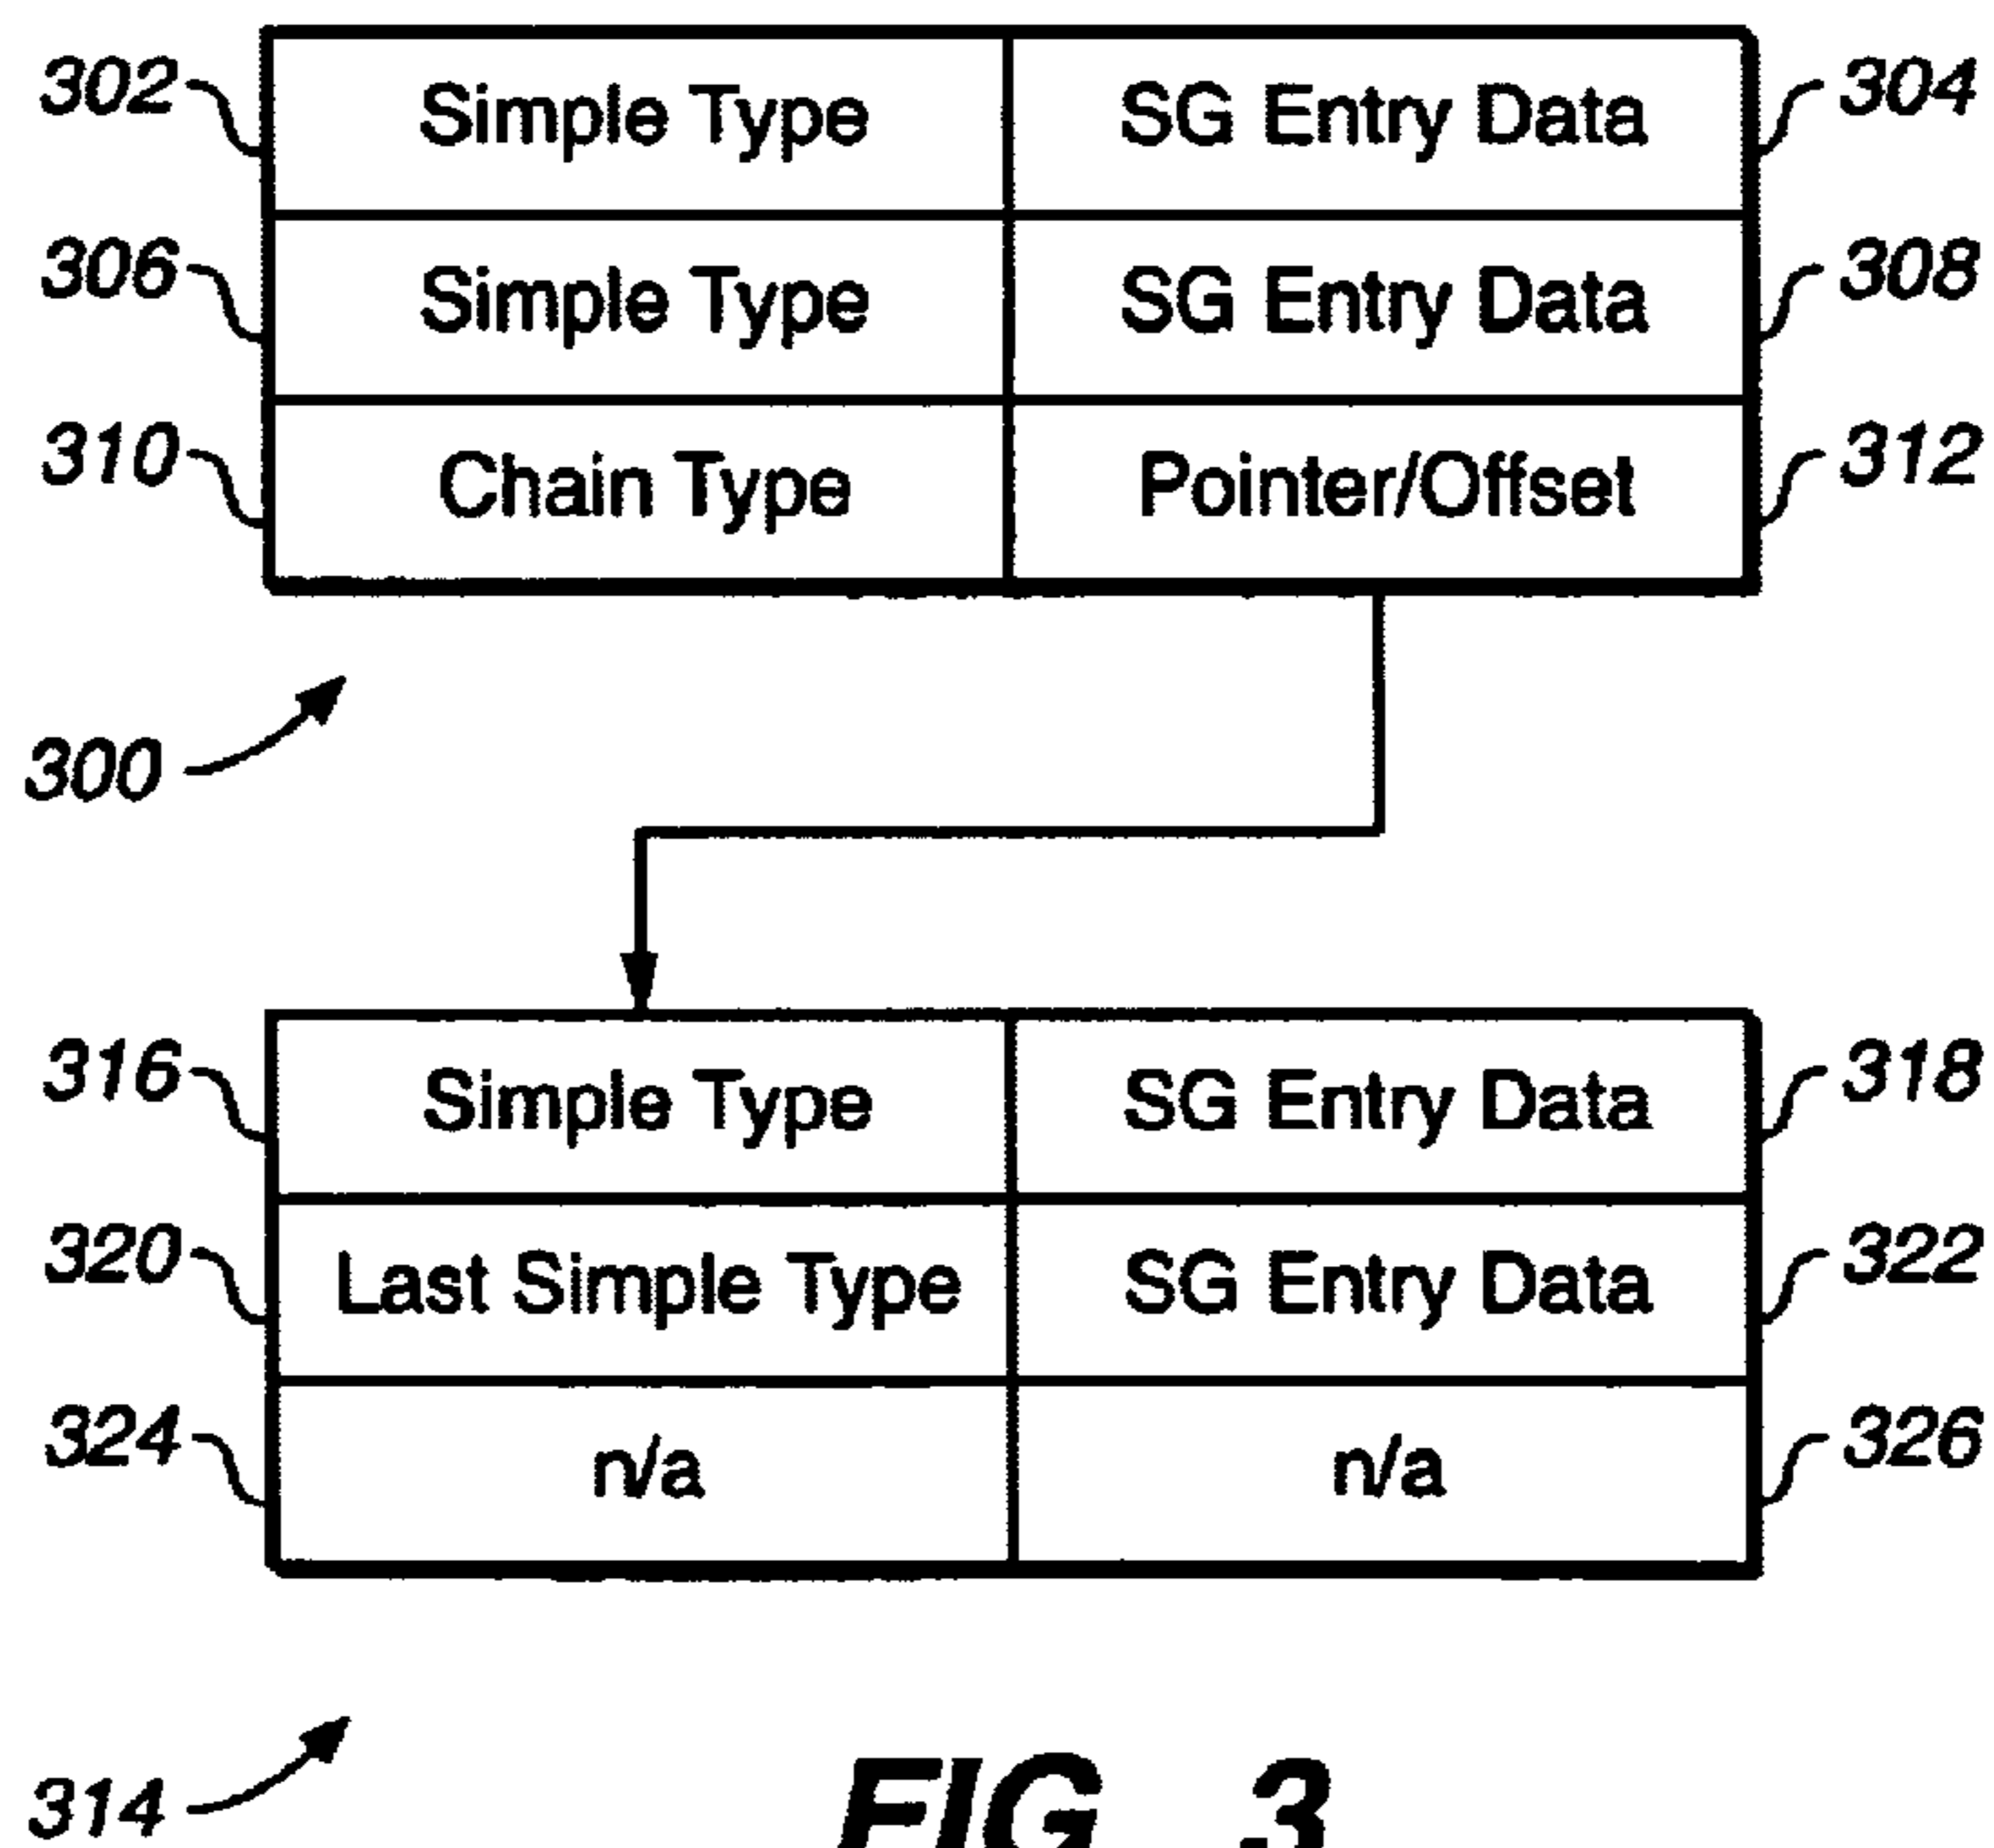 302 Simple Type SG Entry Data 304
306 Simple Type SG Entry Data 308
310 Chain Type Pointer/Offset 312
300
316 Simple Type SG Entry Data 318
320 Last Simple Type SG Entry Data 322
324 n/a n/a 326
314
FIG. 3